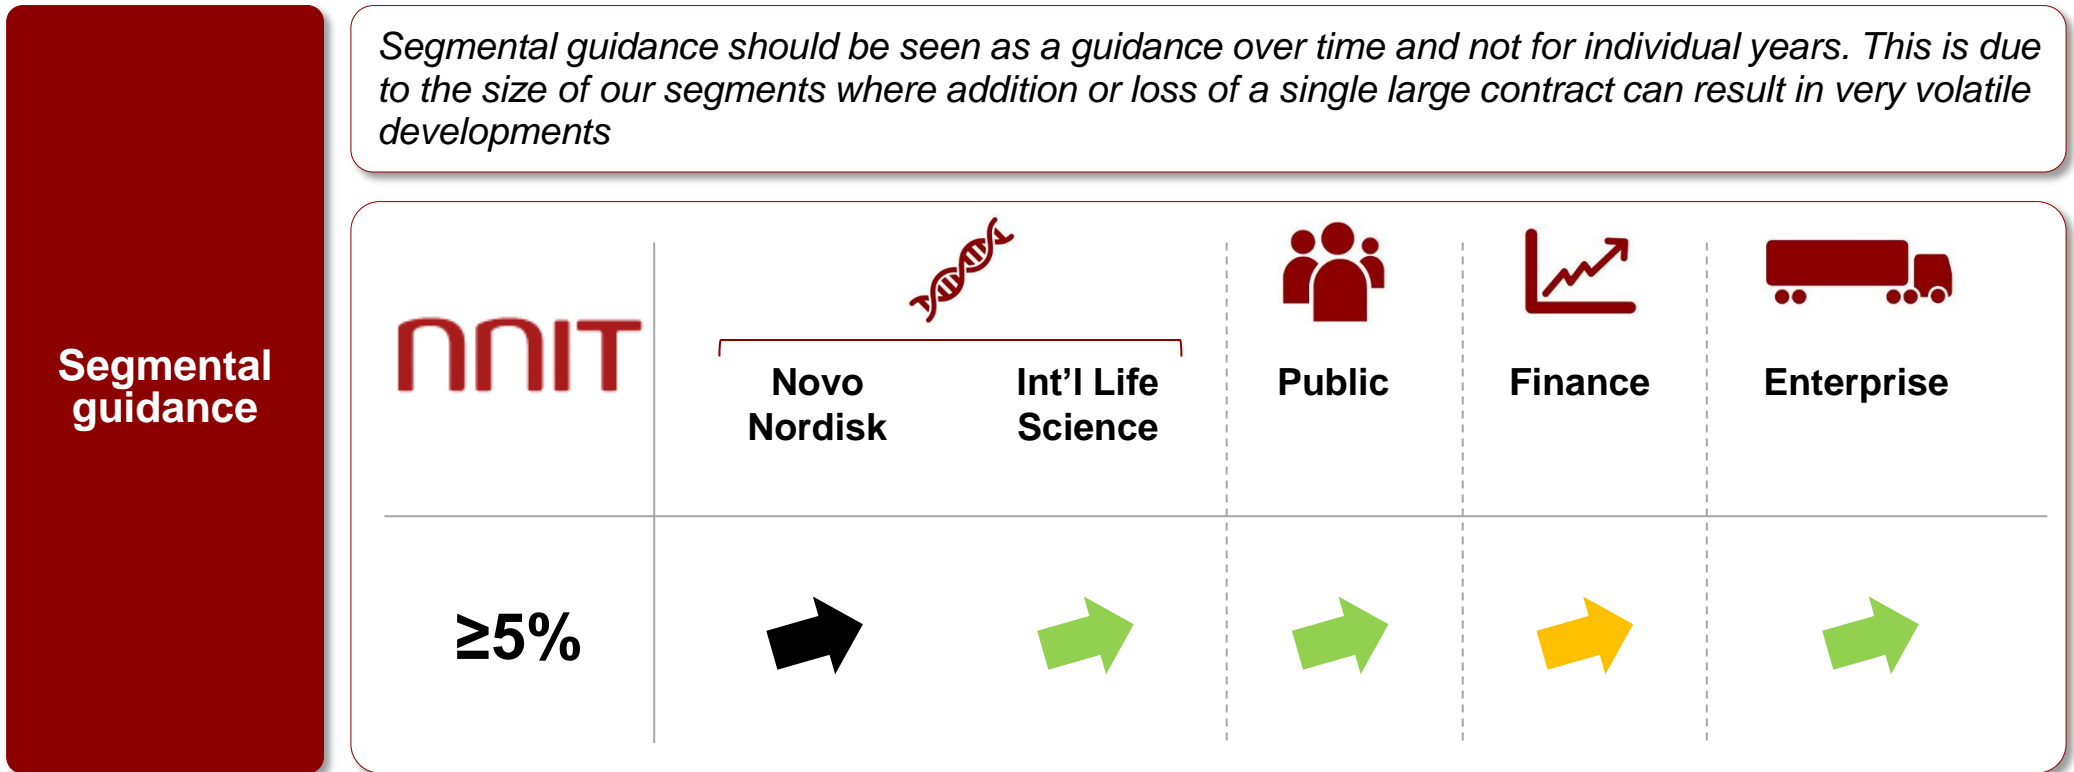 Segmental
guidance
Segmental guidance should be seen as a guidance over time and not for individual years. This is due
to the size of our segments where addition or loss of a single large contract can result in very volatile
developments
nnit
Novo
Nordisk
Int’l Life
Science
Public
Finance
Enterprise
≥5%